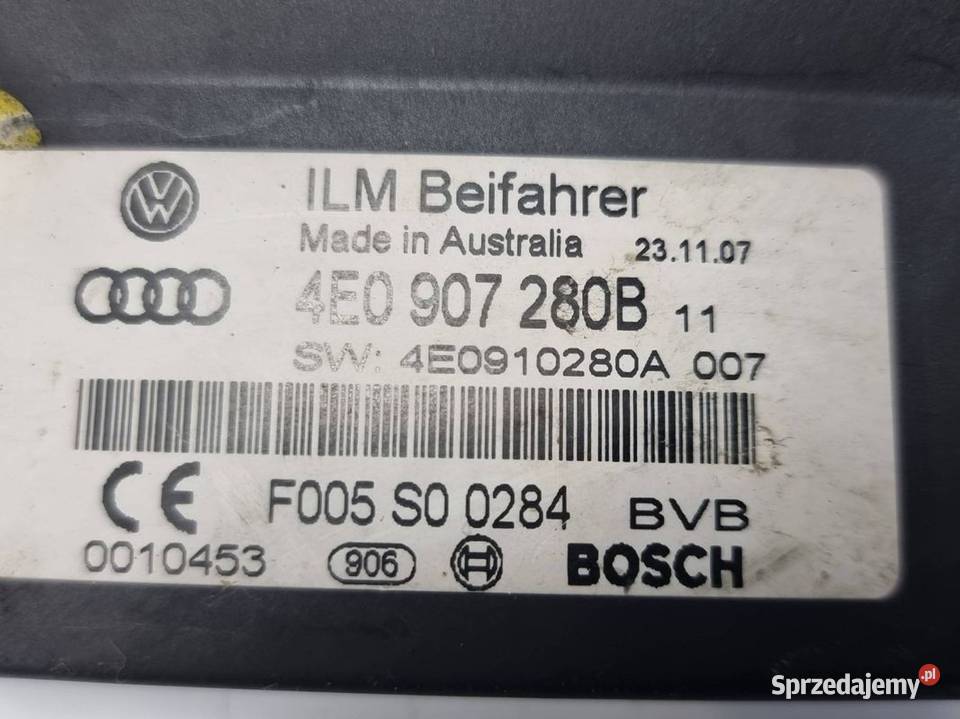 ILM Beifahrer
Made in Australia 23.11.07
4E0 907 280B 11
SW: 4E0910280A 007
CE F005 S0 0284 BVB
0010453 906 BOSCH
Sprzedajemy.pl